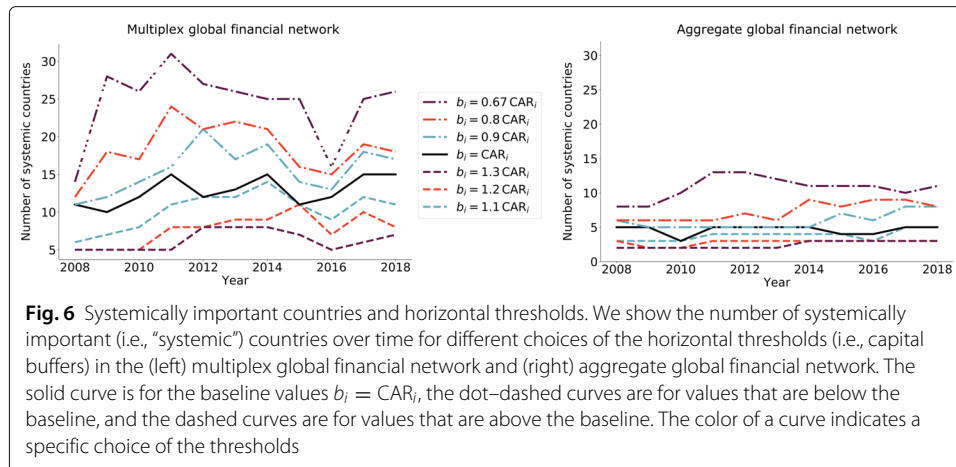 Multiplex global financial network
Number of systemic countries
30
25
20
15
10
5
2008 2010 2012 2014 2016 2018
Year
b_i = 0.67 CAR_i
b_i = 0.8 CAR_i
b_i = 0.9 CAR_i
b_i = CAR_i
b_i = 1.3 CAR_i
b_i = 1.2 CAR_i
b_i = 1.1 CAR_i
Aggregate global financial network
Number of systemic countries
30
25
20
15
10
5
0
2008 2010 2012 2014 2016 2018
Year
Fig. 6 Systemically important countries and horizontal thresholds. We show the number of systemically
important (i.e., “systemic”) countries over time for different choices of the horizontal thresholds (i.e., capital
buffers) in the (left) multiplex global financial network and (right) aggregate global financial network. The
solid curve is for the baseline values b_i = CAR_i, the dot–dashed curves are for values that are below the
baseline, and the dashed curves are for values that are above the baseline. The color of a curve indicates a
specific choice of the thresholds